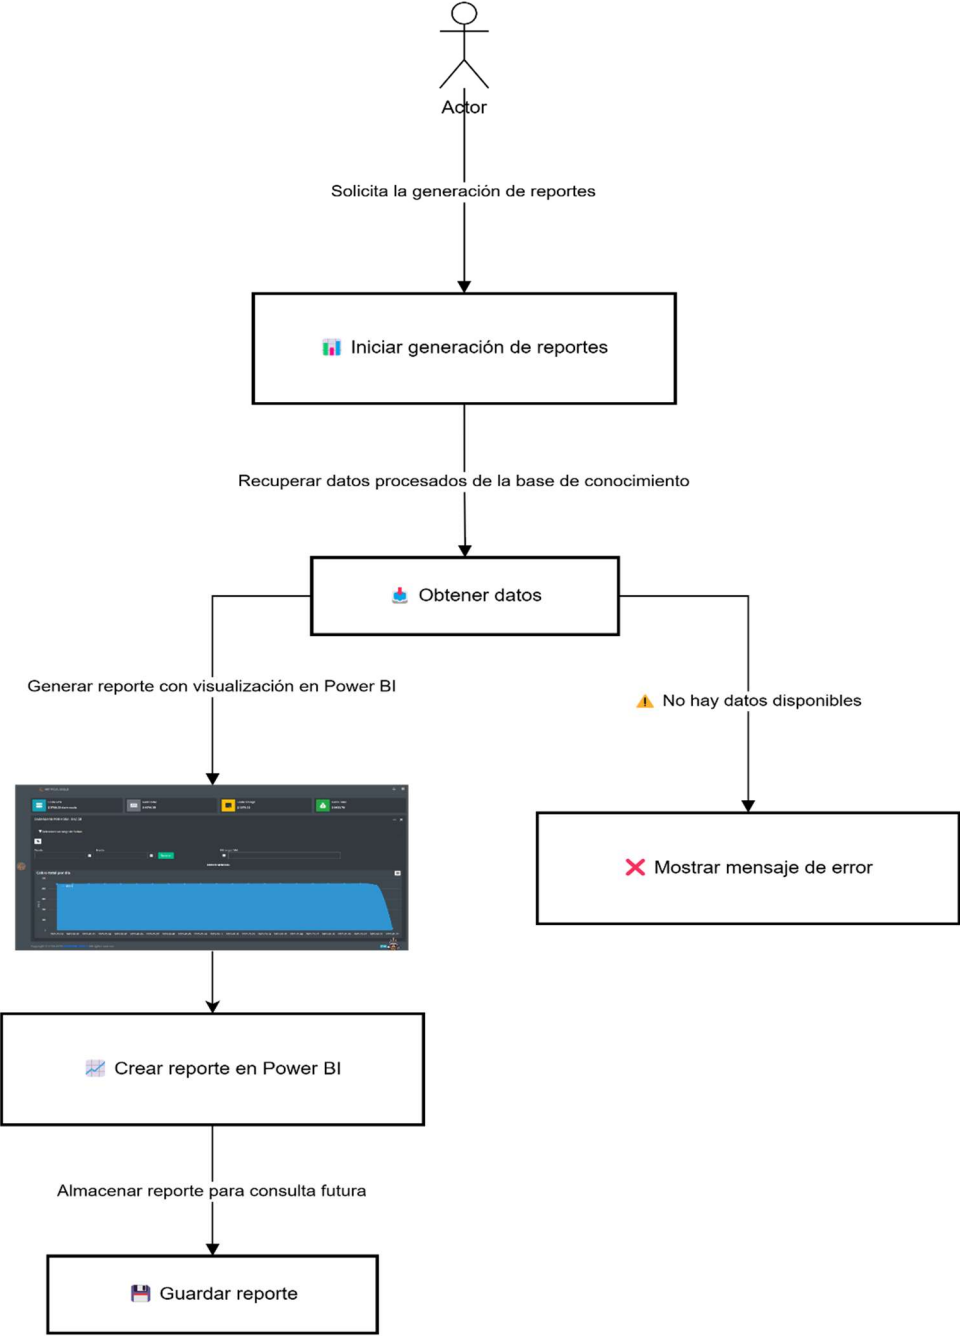 Actor
Solicita la generación de reportes
Iniciar generación de reportes
Recuperar datos procesados de la base de conocimiento
Obtener datos
Generar reporte con visualización en Power BI
⚠ No hay datos disponibles
❌ Mostrar mensaje de error
Crear reporte en Power BI
Almacenar reporte para consulta futura
Guardar reporte